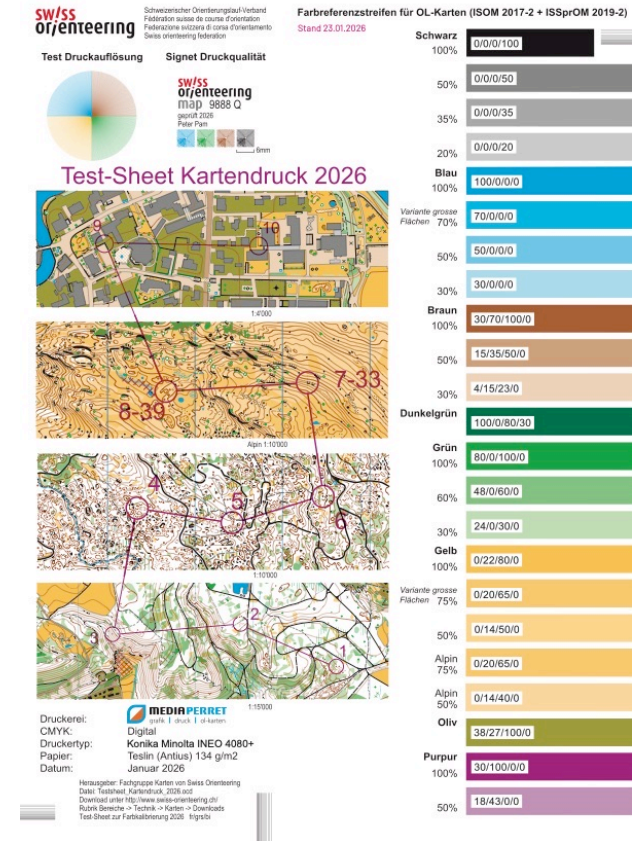 swiss
orienteering
Schweizerischer Orientierungslauf-Verband
Fédération suisse de course d'orientation
Federazione svizzera di corsa d'orientamento
Swiss orienteering federation
Farbreferenzstreifen für OL-Karten (ISOM 2017-2 + ISSprOM 2019-2)
Stand 23.01.2026
Test Druckauflösung
Signet Druckqualität
swiss
orienteering
map 9888 Q
geprüft 2026
Peter Pam
6mm
Test-Sheet Kartendruck 2026
9
10
1:4'000
8-39
7-33
Alpin 1:10'000
4
5
6
1:10'000
3
2
1
1:15'000
Druckerei: MEDIAPERRET
grafik | druck | ol-karten
CMYK: Digital
Druckertyp: Konika Minolta INEO 4080+
Papier: Teslin (Antius) 134 g/m2
Datum: Januar 2026
Herausgeber: Fachgruppe Karten von Swiss Orienteering
Datei: Testsheet_Kartendruck_2026.ocd
Download unter http://www.swiss-orienteering.ch/
Rubrik Bereiche -> Technik -> Karten -> Downloads
Test-Sheet zur Farbkalibrierung 2026 fr/grs/bi
Schwarz
100% 0/0/0/100
50% 0/0/0/50
35% 0/0/0/35
20% 0/0/0/20
Blau
100% 100/0/0/0
Variante grosse
Flächen 70% 70/0/0/0
50% 50/0/0/0
30% 30/0/0/0
Braun
100% 30/70/100/0
50% 15/35/50/0
30% 4/15/23/0
Dunkelgrün 100/0/80/30
Grün
100% 80/0/100/0
60% 48/0/60/0
30% 24/0/30/0
Gelb
100% 0/22/80/0
Variante grosse
Flächen 75% 0/20/65/0
50% 0/14/50/0
Alpin
75% 0/20/65/0
Alpin
50% 0/14/40/0
Oliv 38/27/100/0
Purpur
100% 30/100/0/0
50% 18/43/0/0